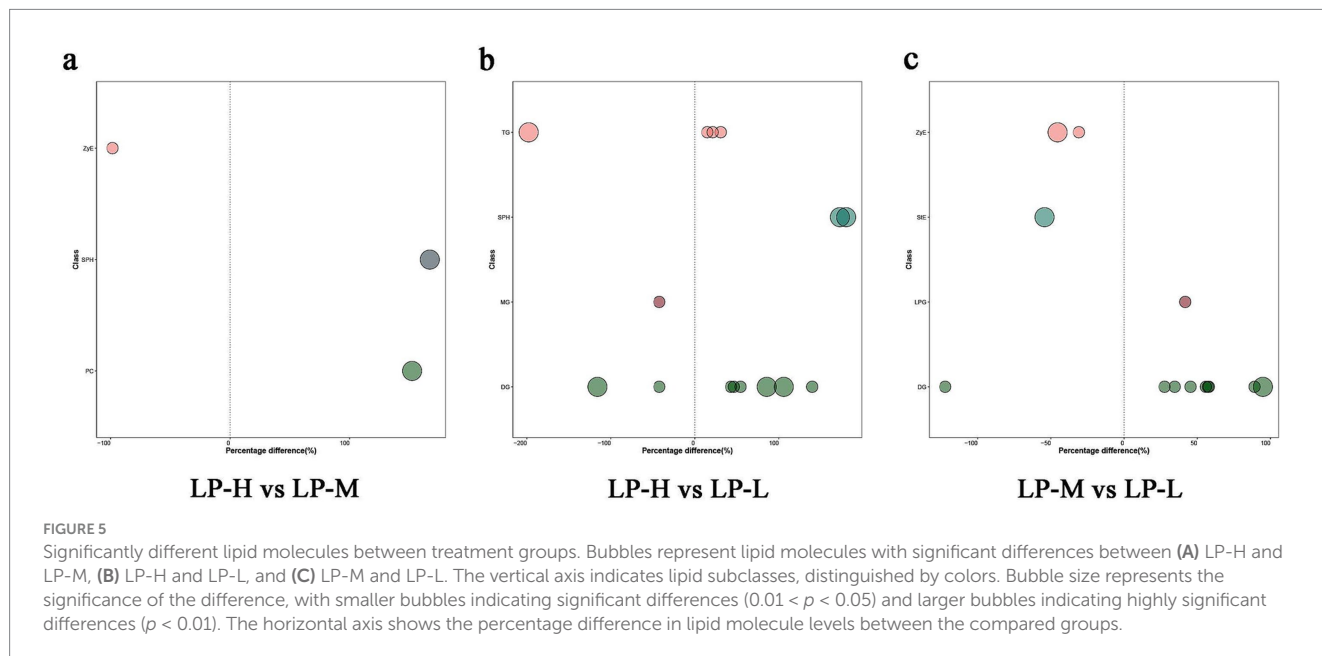 a
b
c
ZyE
SPH
PC
Class
-100
0
100
Percentage difference(%)
LP-H vs LP-M
TG
SPH
MG
DG
Class
-200
-100
0
100
Percentage difference(%)
LP-H vs LP-L
ZyE
StE
LPG
DG
Class
-100
-50
0
50
100
Percentage difference(%)
LP-M vs LP-L
FIGURE 5
Significantly different lipid molecules between treatment groups. Bubbles represent lipid molecules with significant differences between (A) LP-H and
LP-M, (B) LP-H and LP-L, and (C) LP-M and LP-L. The vertical axis indicates lipid subclasses, distinguished by colors. Bubble size represents the
significance of the difference, with smaller bubbles indicating significant differences (0.01 < p < 0.05) and larger bubbles indicating highly significant
differences (p < 0.01). The horizontal axis shows the percentage difference in lipid molecule levels between the compared groups.